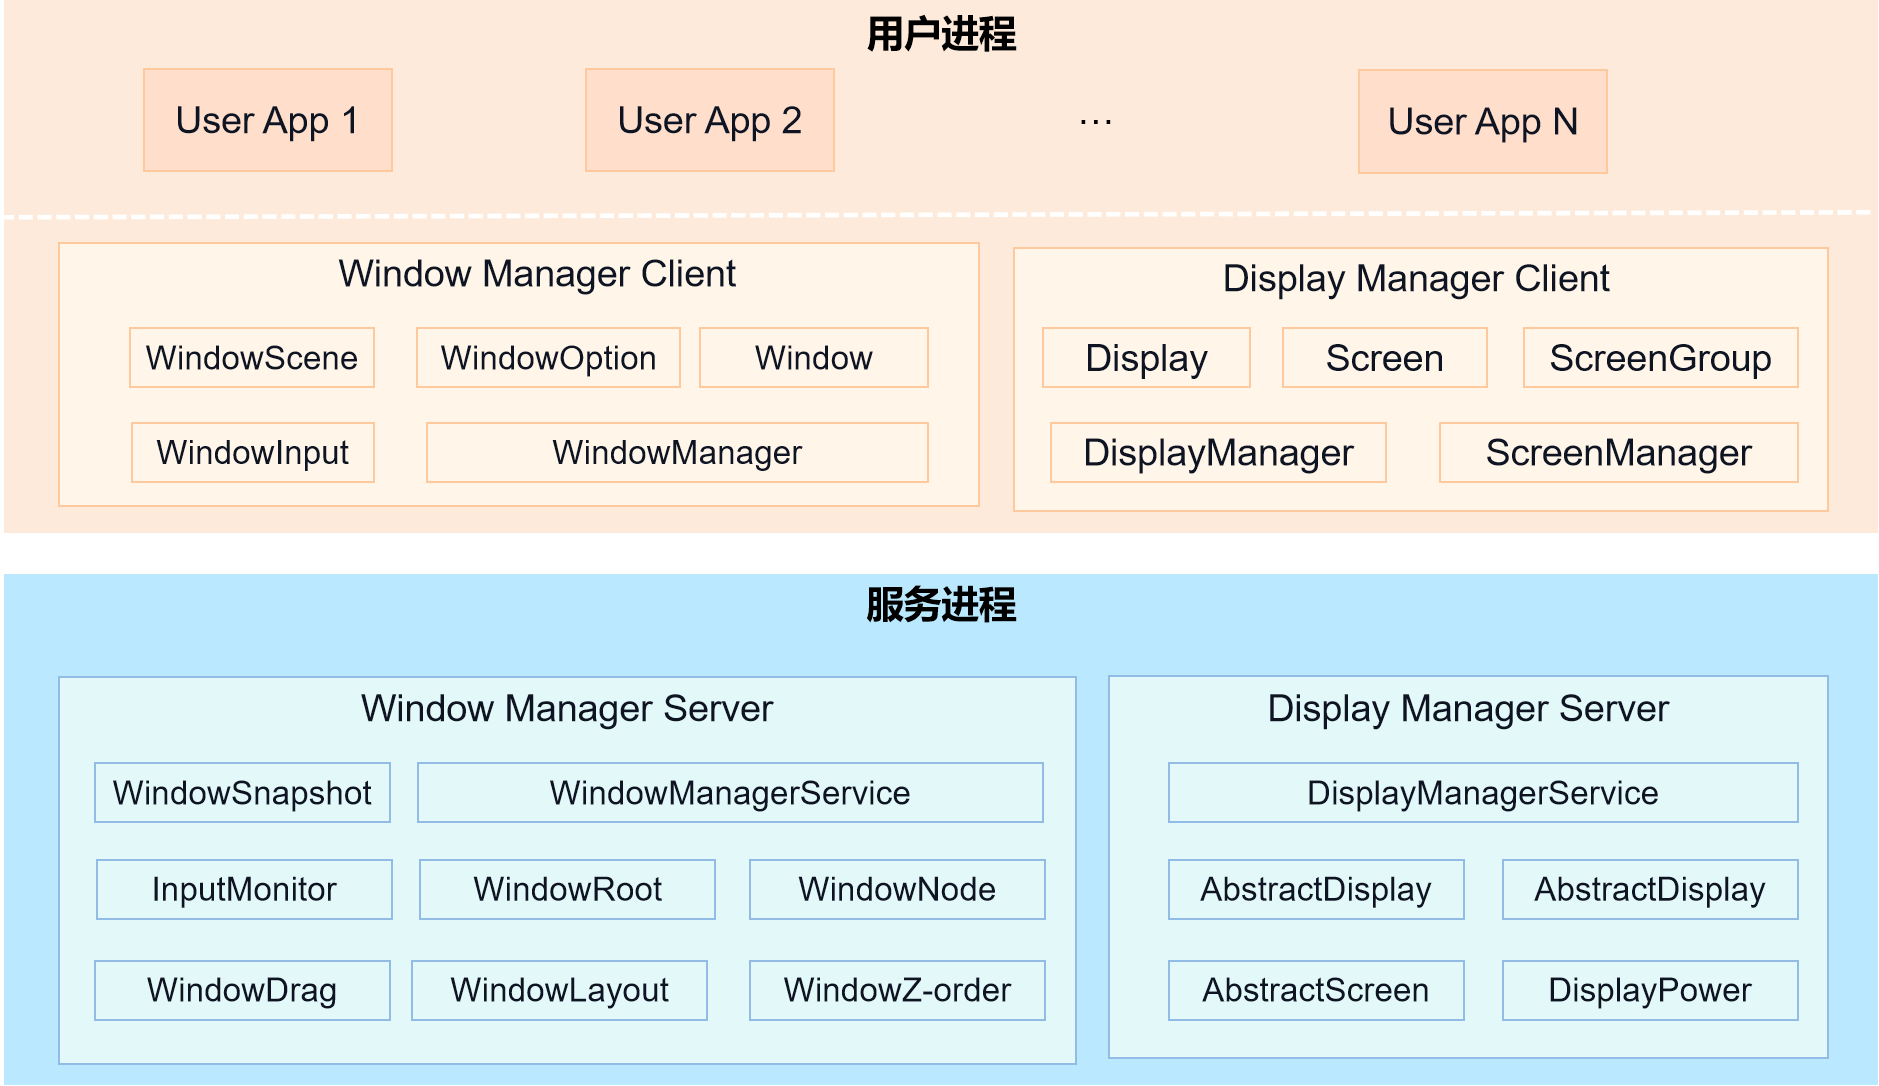 用户进程
User App 1
User App 2
...
User App N
Window Manager Client
WindowScene
WindowOption
Window
WindowInput
WindowManager
Display Manager Client
Display
Screen
ScreenGroup
DisplayManager
ScreenManager
服务进程
Window Manager Server
WindowSnapshot
WindowManagerService
InputMonitor
WindowRoot
WindowNode
WindowDrag
WindowLayout
WindowZ-order
Display Manager Server
DisplayManagerService
AbstractDisplay
AbstractDisplay
AbstractScreen
DisplayPower